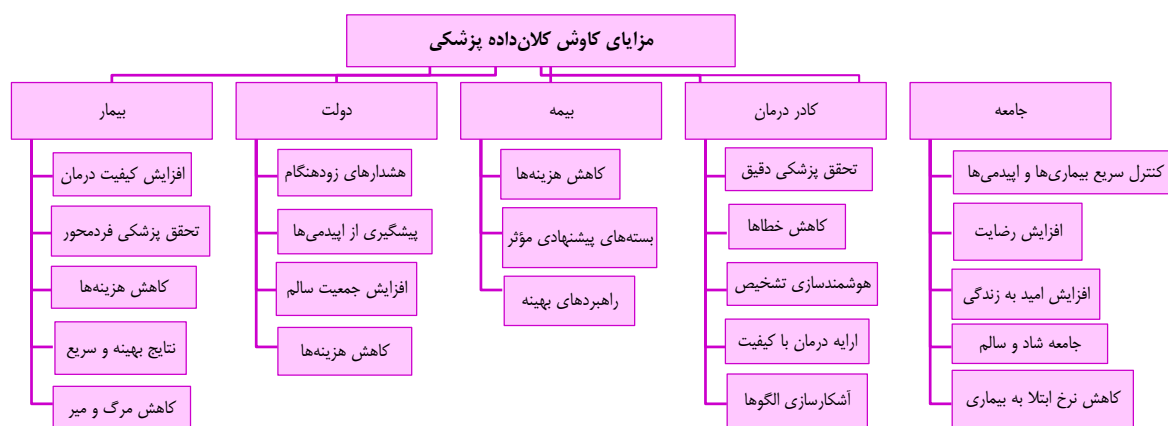 مزایای کاوش کلان‌داده پزشکی
جامعه
کنترل سریع بیماری‌ها و اپیدمی‌ها
افزایش رضایت
افزایش امید به زندگی
جامعه شاد و سالم
کاهش نرخ ابتلا به بیماری
کادر درمان
تحقق پزشکی دقیق
کاهش خطاها
هوشمندسازی تشخیص
ارایه درمان با کیفیت
آشکارسازی الگوها
بیمه
کاهش هزینه‌ها
بسته‌های پیشنهادی مؤثر
راهبردهای بهینه
دولت
هشدارهای زودهنگام
پیشگیری از اپیدمی‌ها
افزایش جمعیت سالم
کاهش هزینه‌ها
بیمار
افزایش کیفیت درمان
تحقق پزشکی فردمحور
کاهش هزینه‌ها
نتایج بهینه و سریع
کاهش مرگ و میر